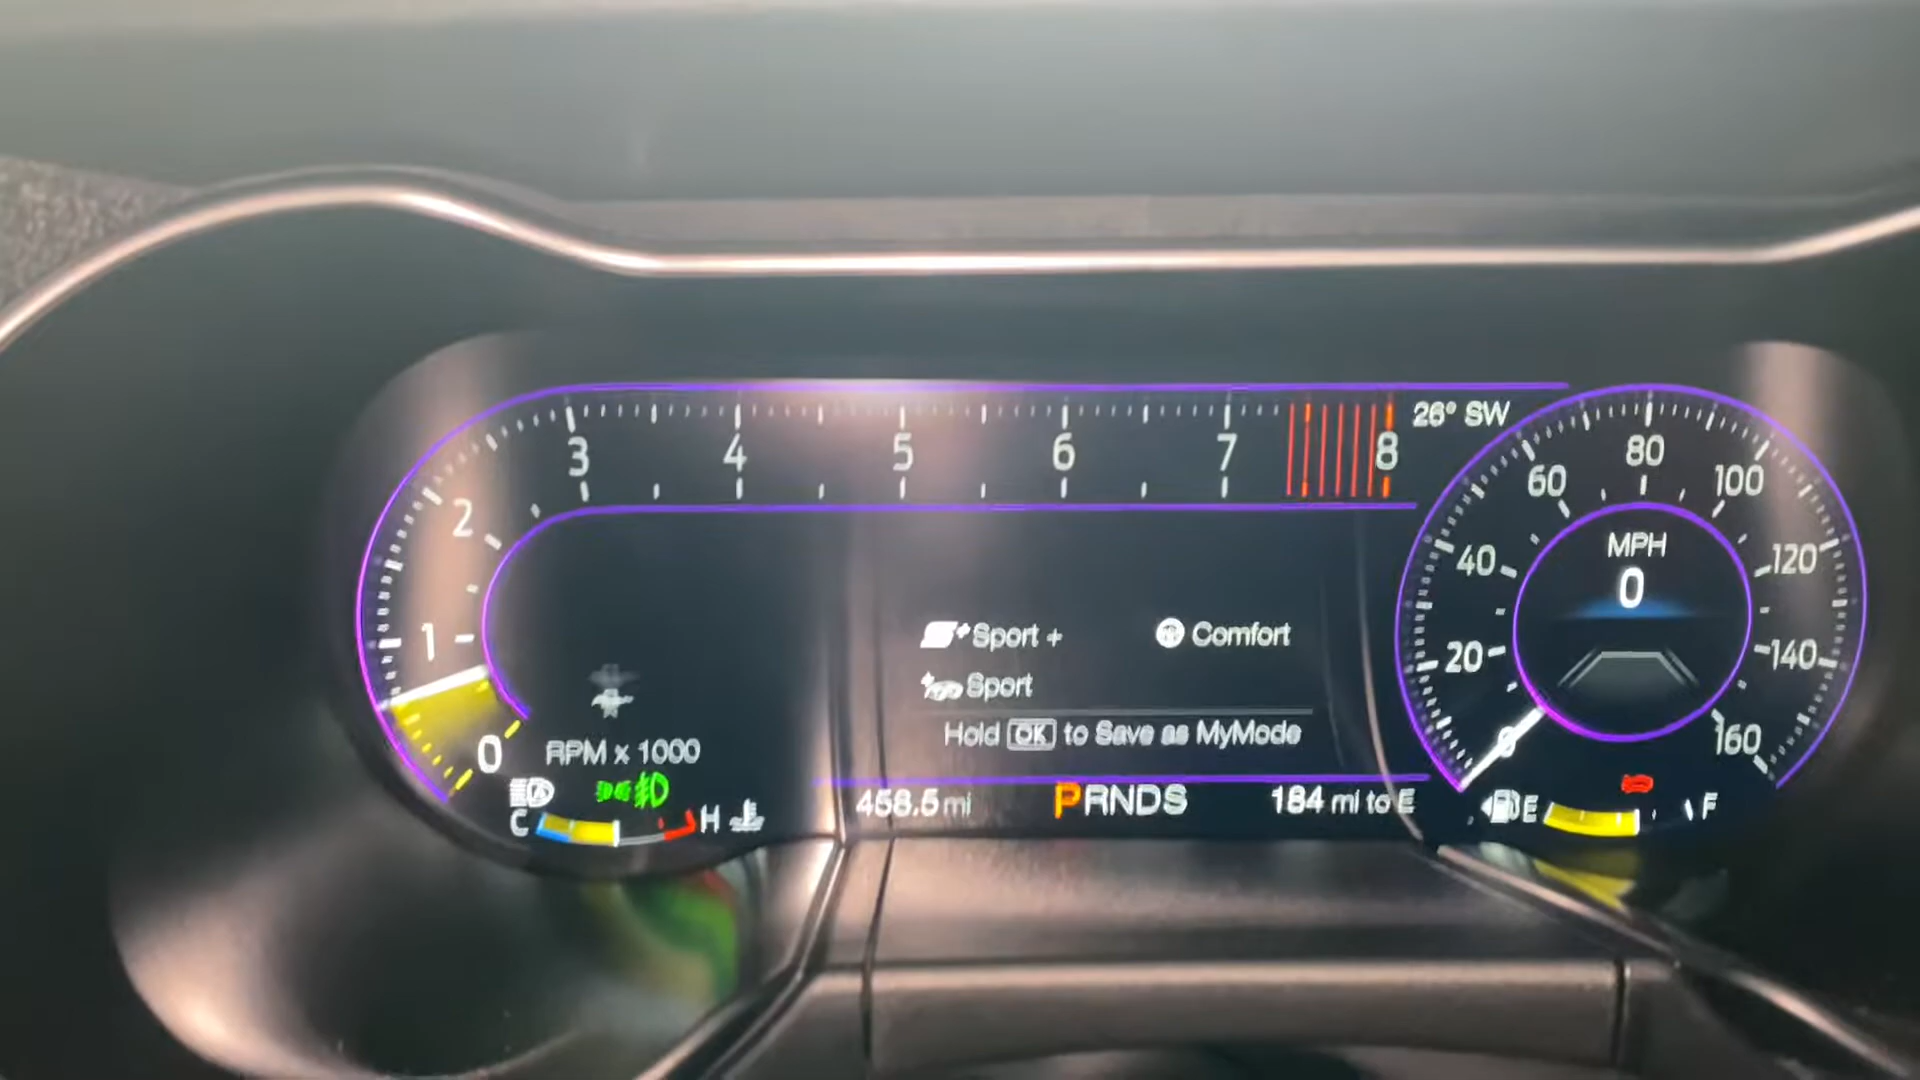 3 4 5 6 7 8 26° SW
2
1
0
RPM x 1000
C H
Sport + Comfort
Sport
Hold OK to Save as MyMode
458.5 mi PRNDS 184 mi to E
0 20 40 60 80 100 120 140 160
MPH
0
E F